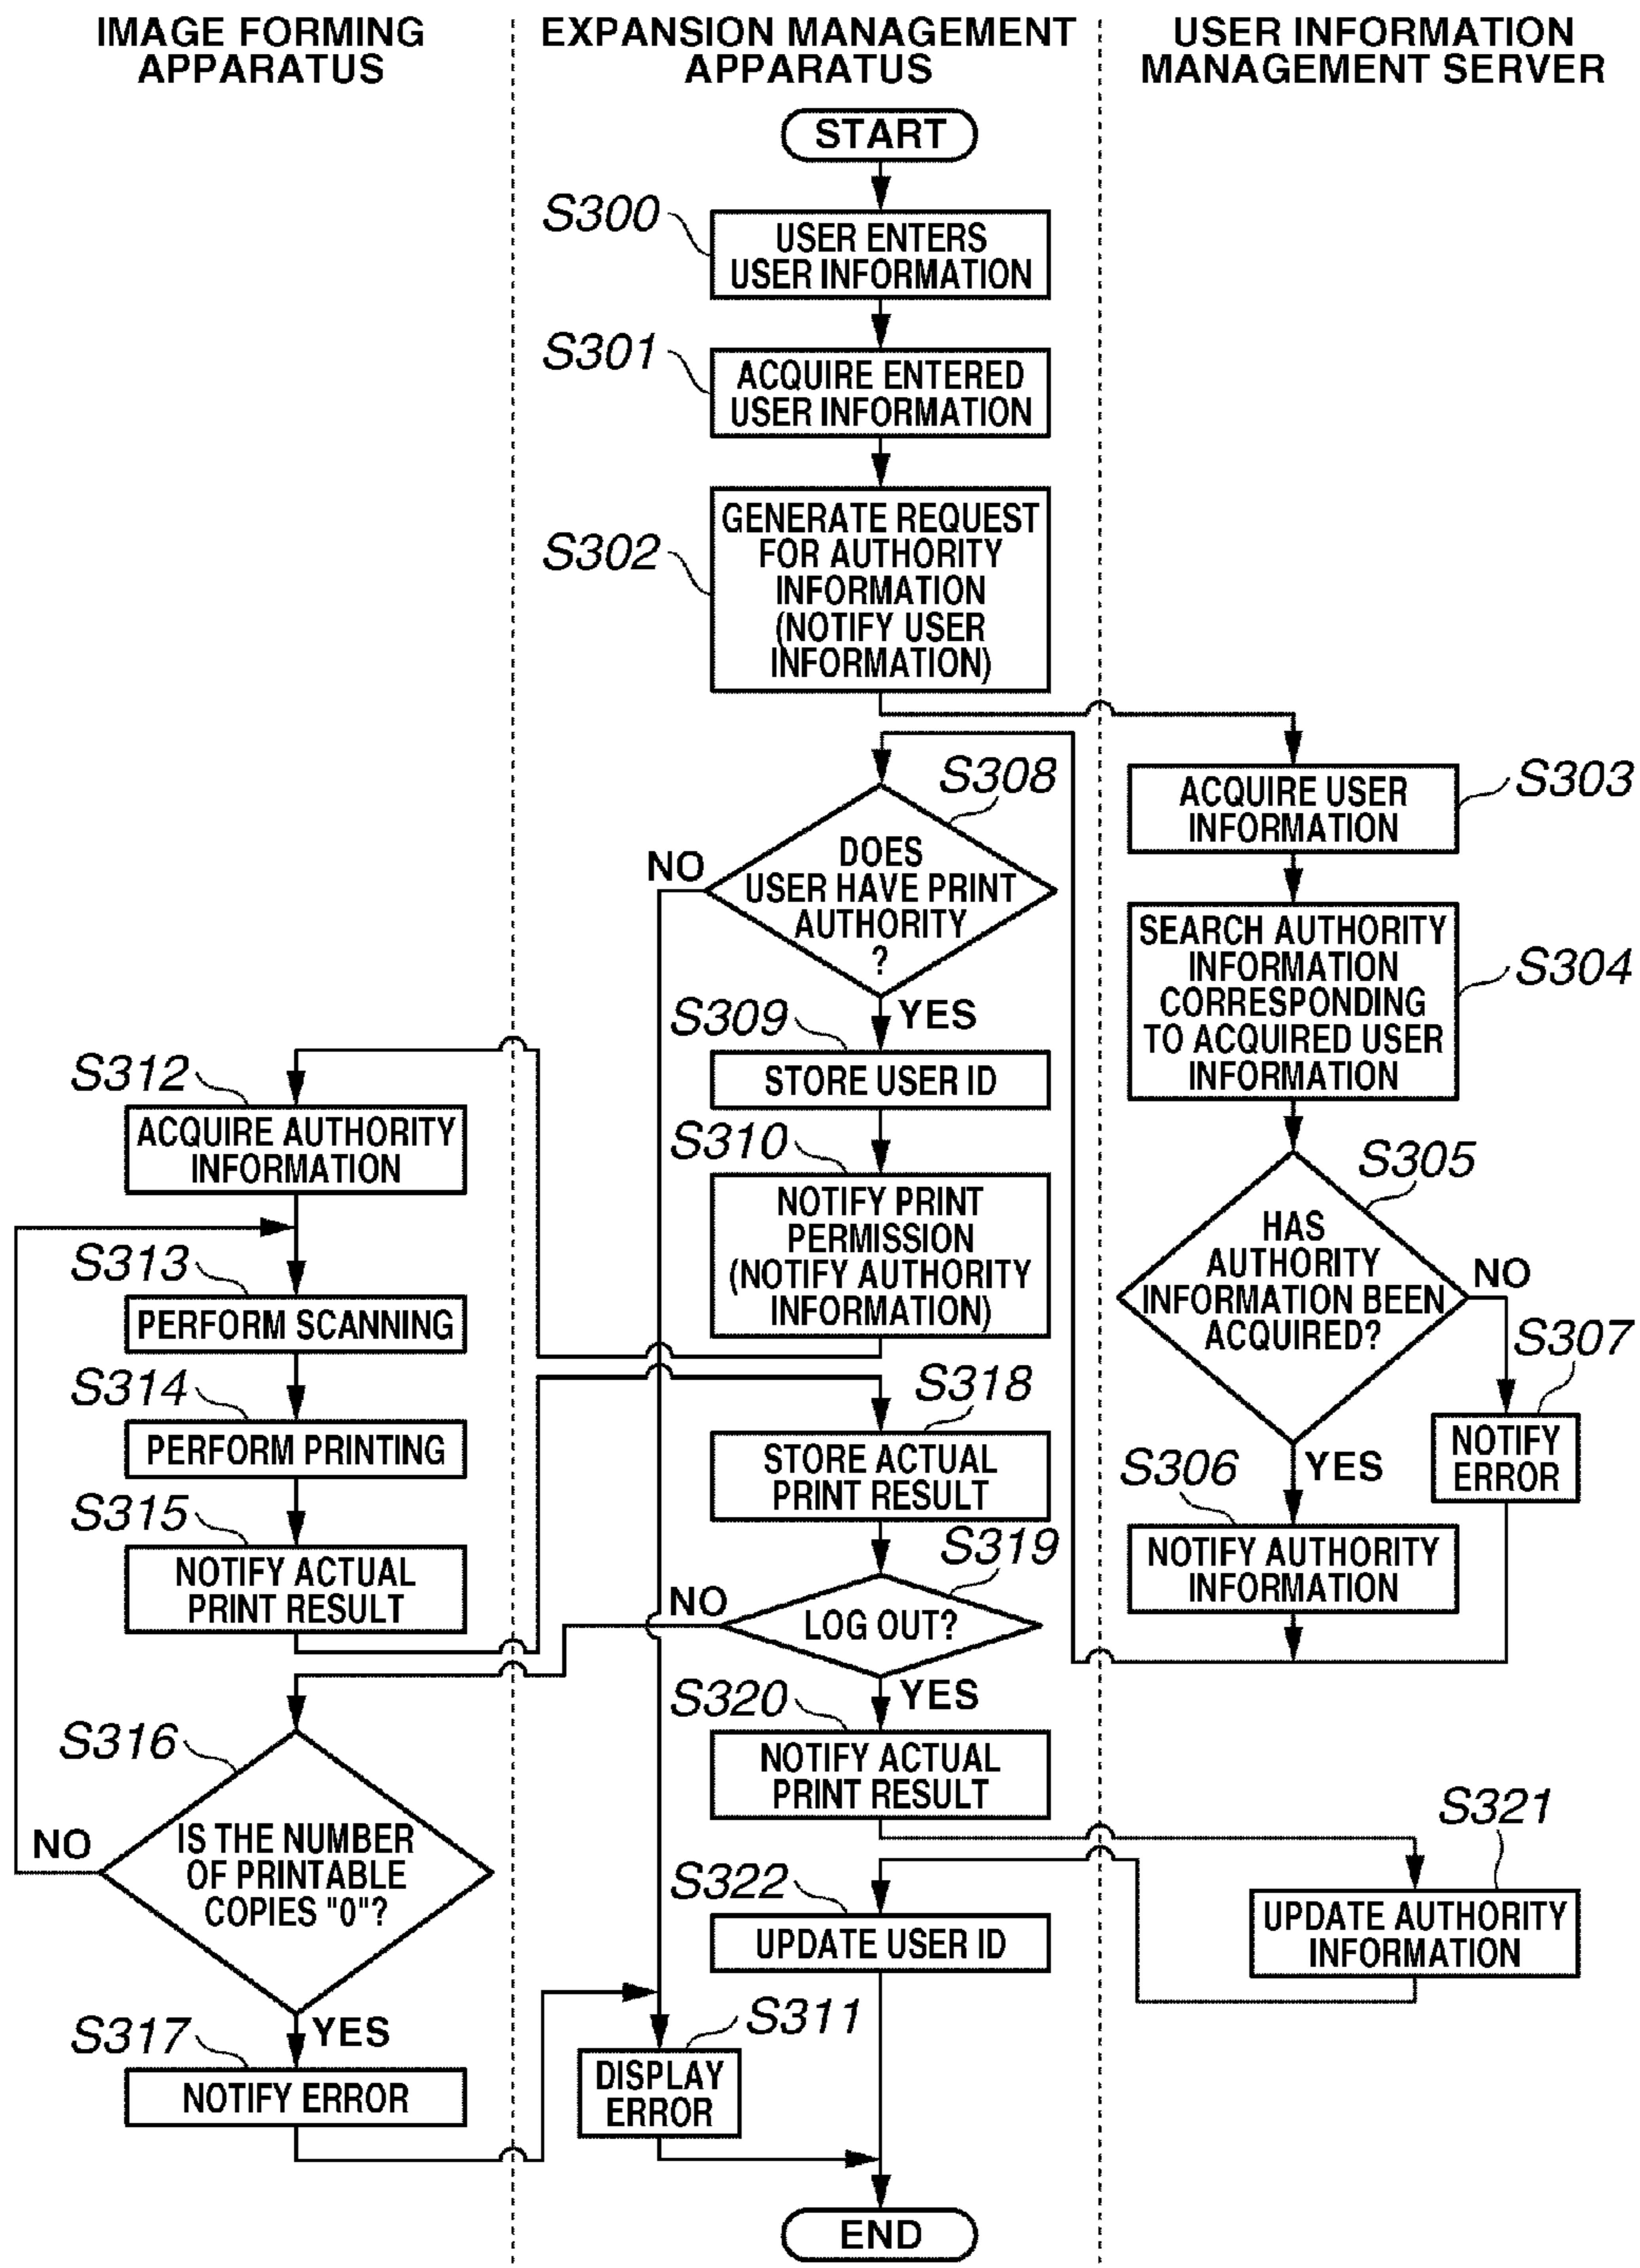 IMAGE FORMING
APPARATUS
EXPANSION MANAGEMENT
APPARATUS
USER INFORMATION
MANAGEMENT SERVER
START
S300
USER ENTERS
USER INFORMATION
S301
ACQUIRE ENTERED
USER INFORMATION
S302
GENERATE REQUEST
FOR AUTHORITY
INFORMATION
(NOTIFY USER
INFORMATION)
S303
ACQUIRE USER
INFORMATION
S304
SEARCH AUTHORITY
INFORMATION
CORRESPONDING
TO ACQUIRED USER
INFORMATION
S305
HAS
AUTHORITY
INFORMATION BEEN
ACQUIRED?
NO
YES
S307
NOTIFY
ERROR
S306
NOTIFY AUTHORITY
INFORMATION
S308
DOES
USER HAVE PRINT
AUTHORITY
?
NO
YES
S309
STORE USER ID
S310
NOTIFY PRINT
PERMISSION
(NOTIFY AUTHORITY
INFORMATION)
S312
ACQUIRE AUTHORITY
INFORMATION
S313
PERFORM SCANNING
S314
PERFORM PRINTING
S315
NOTIFY ACTUAL
PRINT RESULT
S318
STORE ACTUAL
PRINT RESULT
S319
LOG OUT?
NO
YES
S316
IS THE NUMBER
OF PRINTABLE
COPIES "0"?
NO
YES
S317
NOTIFY ERROR
S320
NOTIFY ACTUAL
PRINT RESULT
S321
UPDATE AUTHORITY
INFORMATION
S322
UPDATE USER ID
S311
DISPLAY
ERROR
END